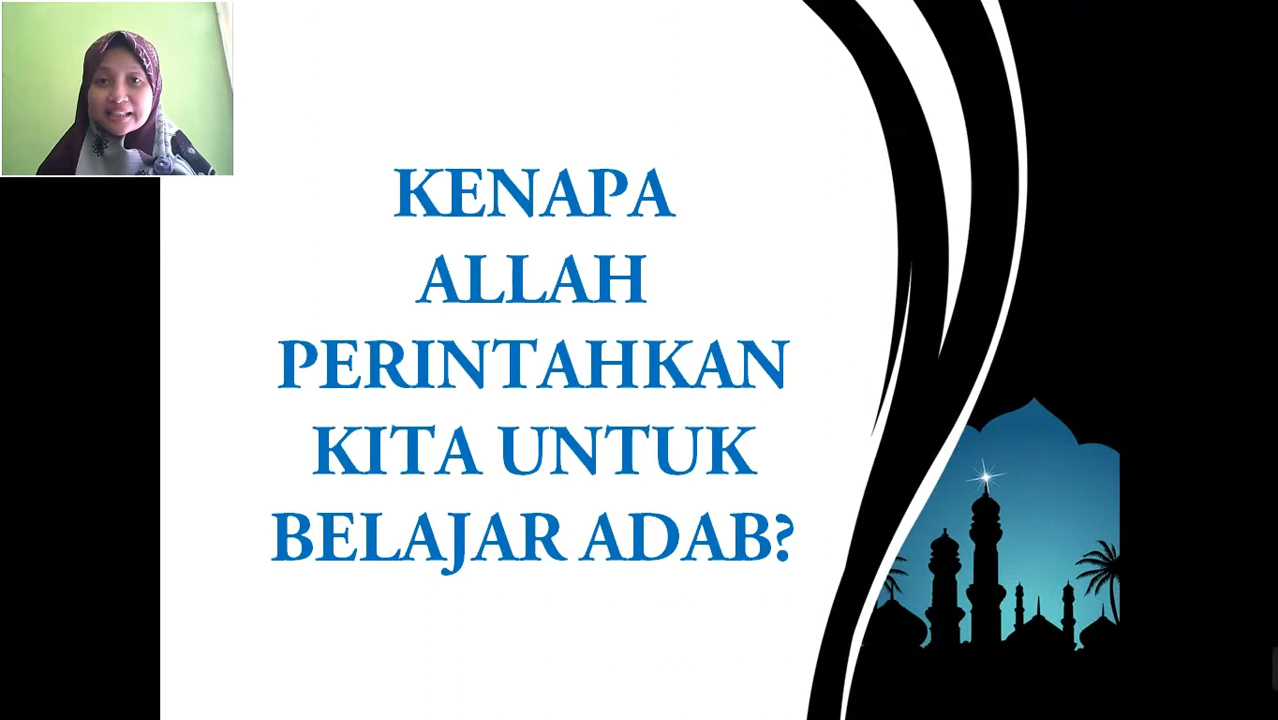 KENAPA
ALLAH
PERINTAHKAN
KITA UNTUK
BELAJAR ADAB?